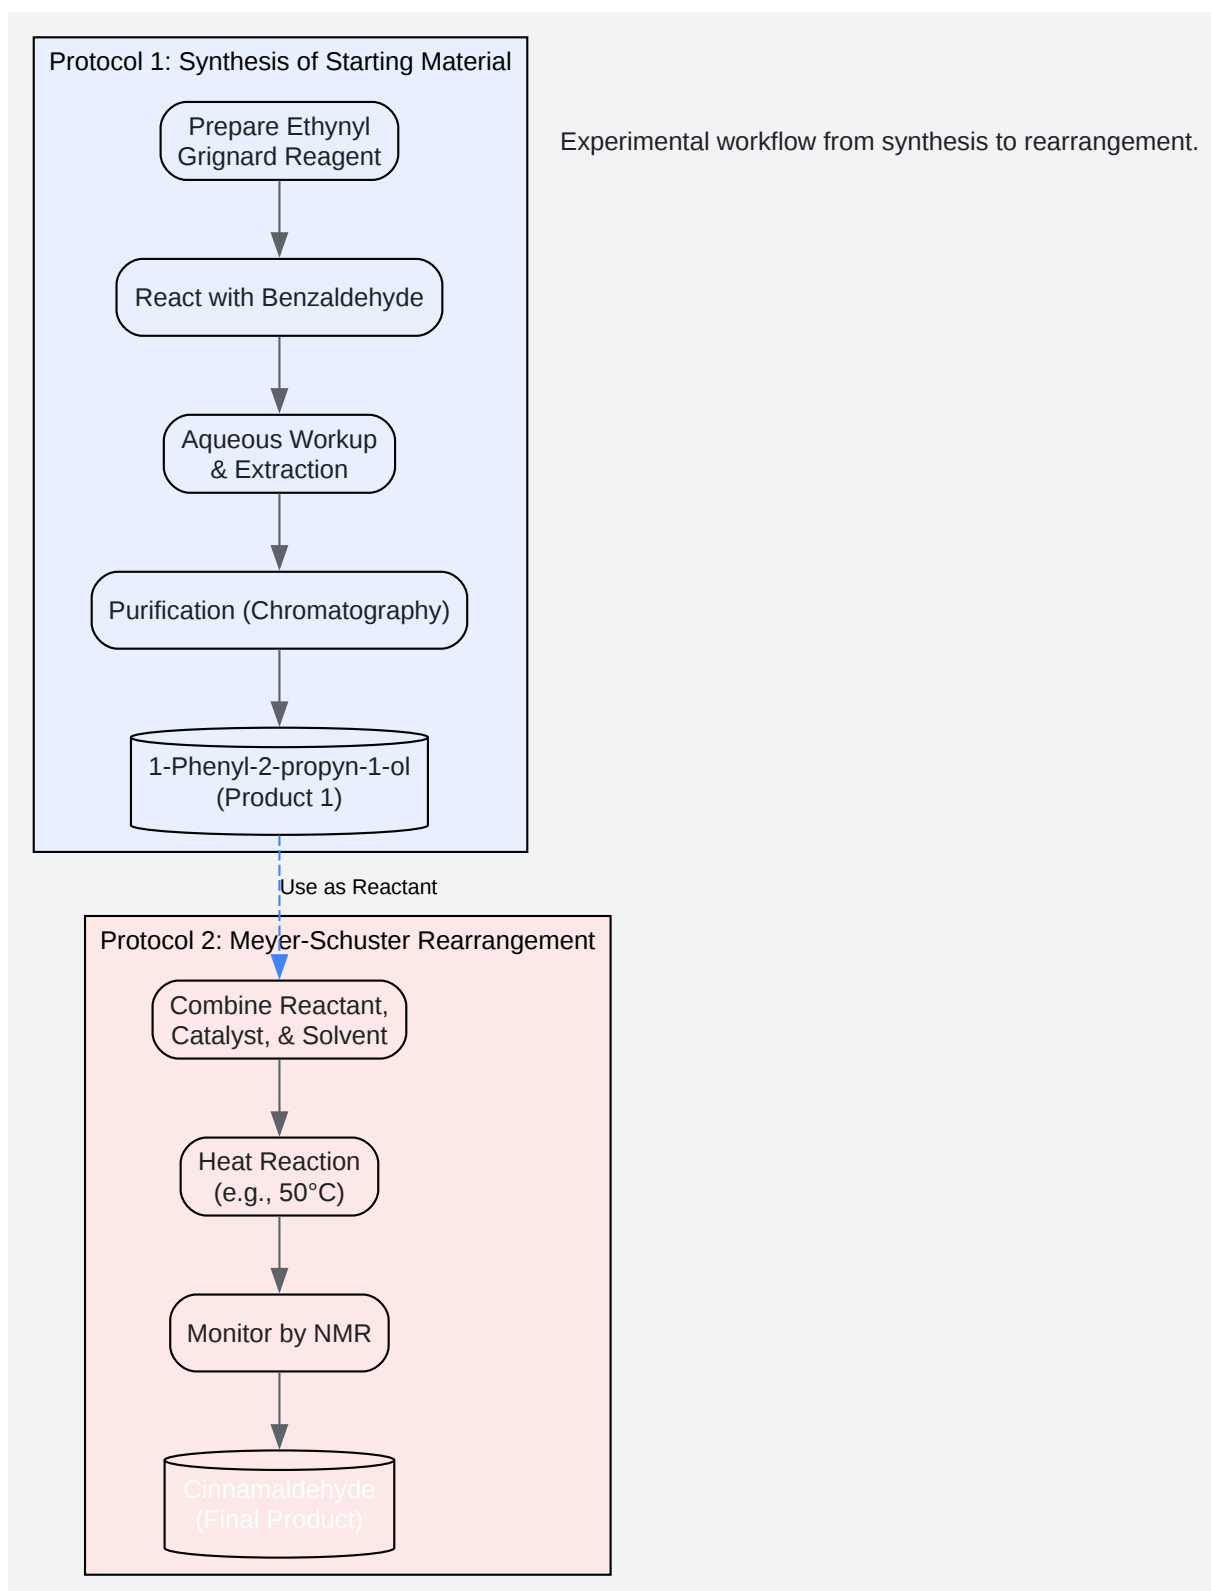 Protocol 1: Synthesis of Starting Material
Prepare Ethynyl
Grignard Reagent
Experimental workflow from synthesis to rearrangement.
React with Benzaldehyde
Aqueous Workup
& Extraction
Purification (Chromatography)
1-Phenyl-2-propyn-1-ol
(Product 1)
Use as Reactant
Protocol 2: Meyer-Schuster Rearrangement
Combine Reactant,
Catalyst, & Solvent
Heat Reaction
(e.g., 50°C)
Monitor by NMR
Cinnamaldehyde
(Final Product)